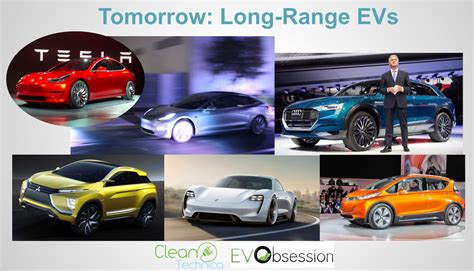 Tomorrow: Long-Range EVs
TESLA
Clean
Technica
EVObsession